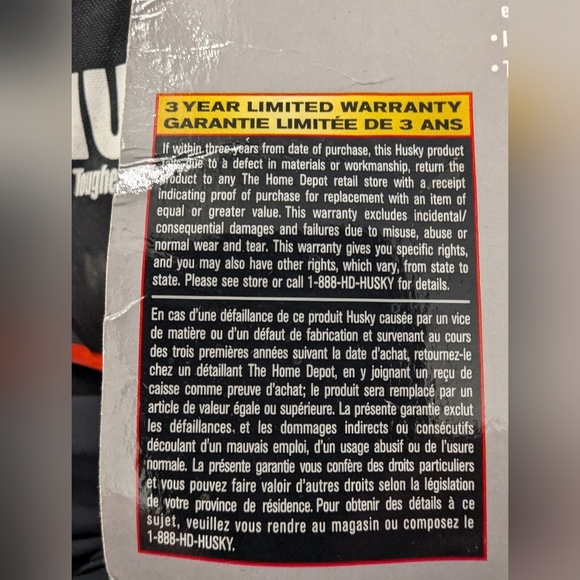 3 YEAR LIMITED WARRANTY
GARANTIE LIMITÉE DE 3 ANS
If within three years from date of purchase, this Husky product
fails due to a defect in materials or workmanship, return the
product to any The Home Depot retail store with a receipt
indicating proof of purchase for replacement with an item of
equal or greater value. This warranty excludes incidental/
consequential damages and failures due to misuse, abuse or
normal wear and tear. This warranty gives you specific rights,
and you may also have other rights, which vary, from state to
state. Please see store or call 1-888-HD-HUSKY for details.
En cas d'une défaillance de ce produit Husky causée par un vice
de matière ou d'un défaut de fabrication et survenant au cours
des trois premières années suivant la date d'achat, retournez-le
chez un détaillant The Home Depot, en y joignant un reçu de
caisse comme preuve d'achat; le produit sera remplacé par un
article de valeur égale ou supérieure. La présente garantie exclut
les défaillances. et les dommages indirects ou consécutifs
découlant d'un mauvais emploi, d'un usage abusif ou de l'usure
normale. La présente garantie vous confère des droits particuliers
et vous pouvez faire valoir d'autres droits selon la législation
de votre province de résidence. Pour obtenir des détails à ce
sujet, veuillez vous rendre au magasin ou composez le
1-888-HD-HUSKY.